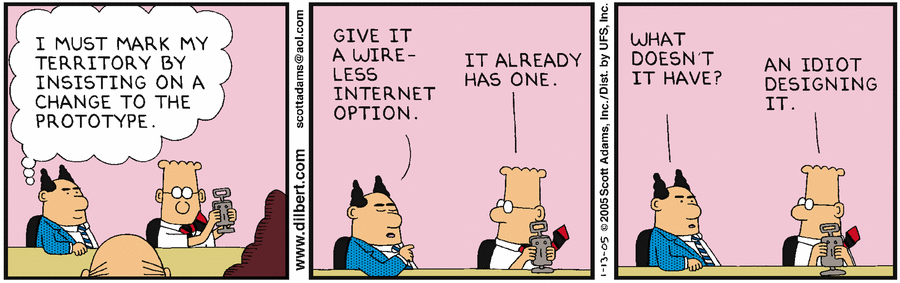 I MUST MARK MY
TERRITORY BY
INSISTING ON A
CHANGE TO THE
PROTOTYPE.
www.dilbert.com
scottadams@aol.com
GIVE IT
A WIRE-
LESS
INTERNET
OPTION.
IT ALREADY
HAS ONE.
1-13-05 ©2005 Scott Adams, Inc./Dist. by UFS, Inc.
WHAT
DOESN'T
IT HAVE?
AN IDIOT
DESIGNING
IT.